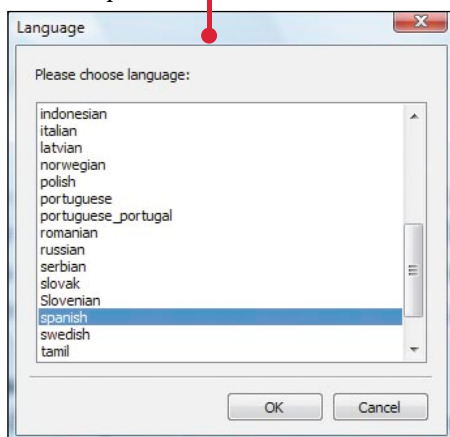 Language
Please choose language:
indonesian
italian
latvian
norwegian
polish
portuguese
portuguese_portugal
romanian
russian
serbian
slovak
Slovenian
spanish
swedish
tamil
OK
Cancel